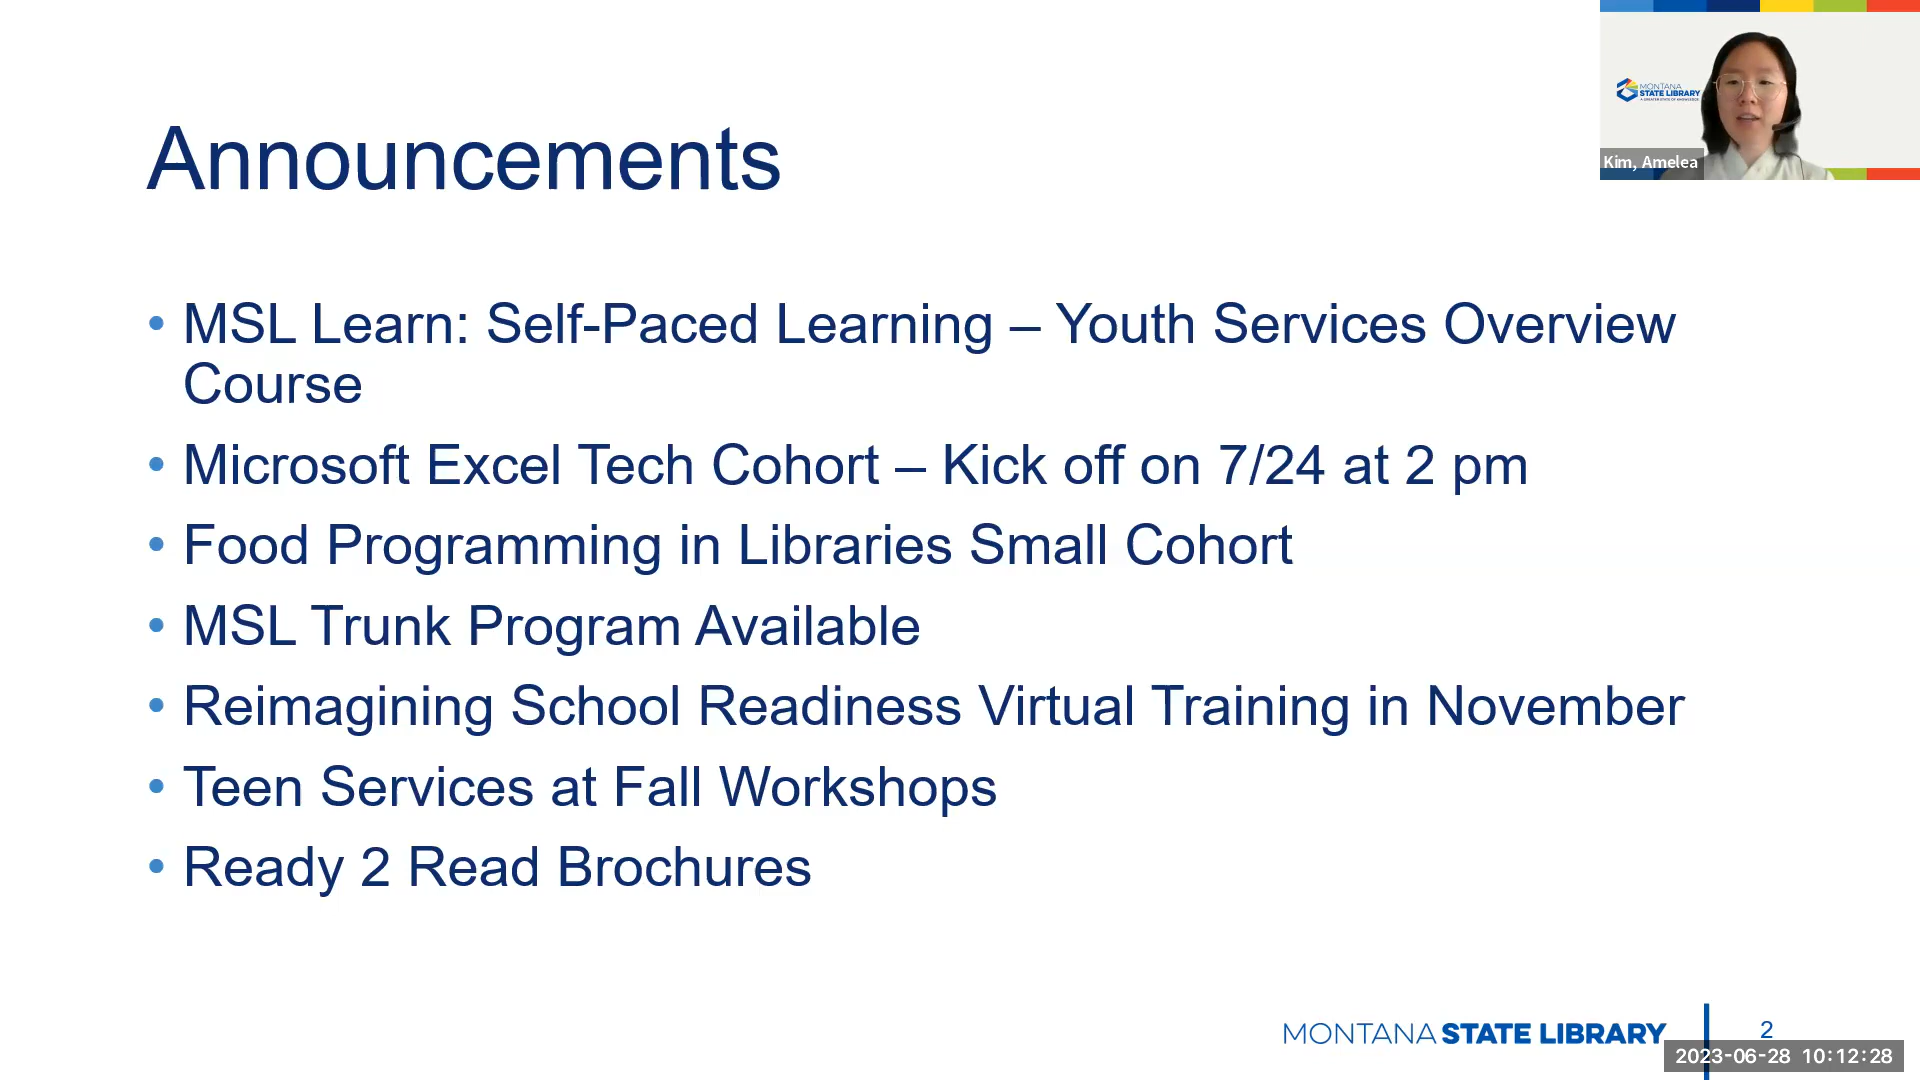 MONTANA
STATE LIBRARY
Kim, Amelea
Announcements
• MSL Learn: Self-Paced Learning – Youth Services Overview
Course
• Microsoft Excel Tech Cohort – Kick off on 7/24 at 2 pm
• Food Programming in Libraries Small Cohort
• MSL Trunk Program Available
• Reimagining School Readiness Virtual Training in November
• Teen Services at Fall Workshops
• Ready 2 Read Brochures
MONTANA STATE LIBRARY
2
2023-06-28 10:12:28